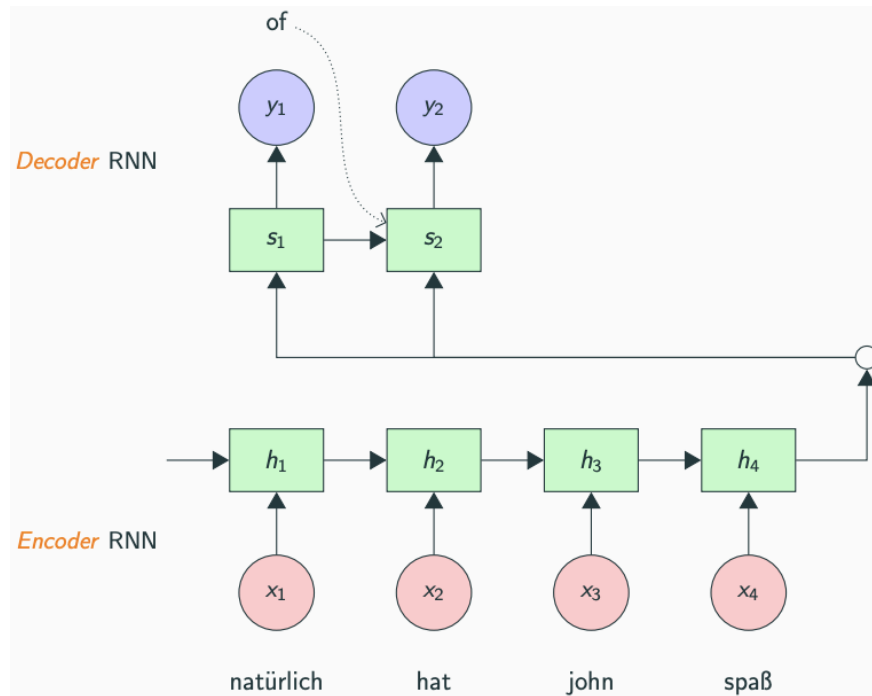 of
y₁ y₂
Decoder RNN
s₁ s₂
h₁ h₂ h₃ h₄
Encoder RNN
x₁ x₂ x₃ x₄
natürlich hat john spaß